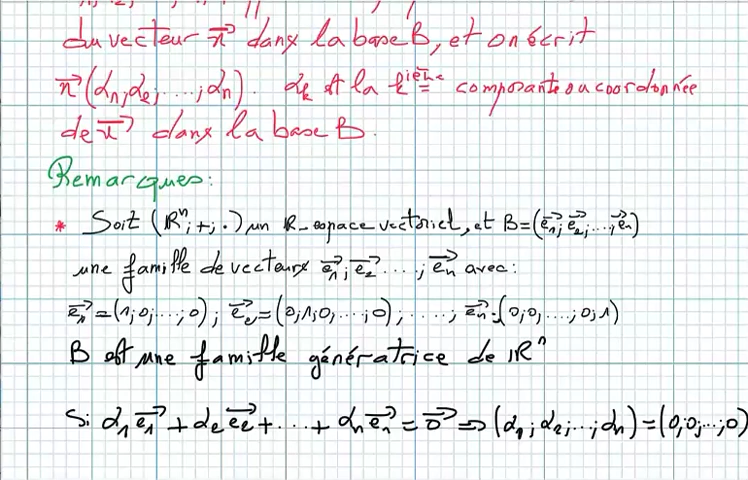 du vecteur x⃗ dans la base B, et on écrit
x⃗ (α₁; α₂; ...; αₙ). αₖ est la kⁱᵉᵐᵉ composante ou coordonnée
de x⃗ dans la base B.
Remarques:
* Soit (ℝⁿ; +; .) un ℝ-espace vectoriel, et B=(e⃗₁; e⃗₂; ...; e⃗ₙ)
une famille de vecteurs e⃗₁; e⃗₂ ....; e⃗ₙ avec:
e⃗₁=(1;0;...;0); e⃗₂=(0;1;0;...;0); ....; e⃗ₙ=(0;0;...;0;1)
B est une famille génératrice de ℝⁿ
Si α₁e⃗₁+α₂e⃗₂+...+αₙe⃗ₙ=0⃗ ⇒ (α₁; α₂; ...; αₙ)=(0;0;...;0)